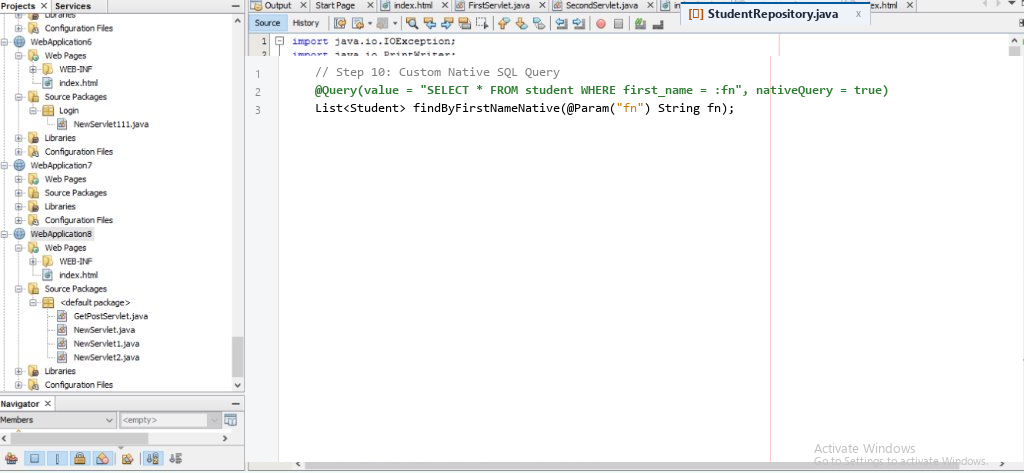 Projects Services
Libraries
Configuration Files
WebApplication6
Web Pages
WEB-INF
index.html
Source Packages
Login
NewServlet111.java
Libraries
Configuration Files
WebApplication7
Web Pages
Source Packages
Libraries
Configuration Files
WebApplication8
Web Pages
WEB-INF
index.html
Source Packages
<default package>
GetPostServlet.java
NewServlet.java
NewServlet1.java
NewServlet2.java
Libraries
Configuration Files
Navigator
Members <empty>
Output Start Page index.html FirstServlet.java SecondServlet.java StudentRepository.java x
Source History
1 import java.io.IOException;
2 import java.io.PrintWriter;
1 // Step 10: Custom Native SQL Query
2 @Query(value = "SELECT * FROM student WHERE first_name = :fn", nativeQuery = true)
3 List<Student> findByFirstNameNative(@Param("fn") String fn);
Activate Windows
Go to Settings to activate Windows.